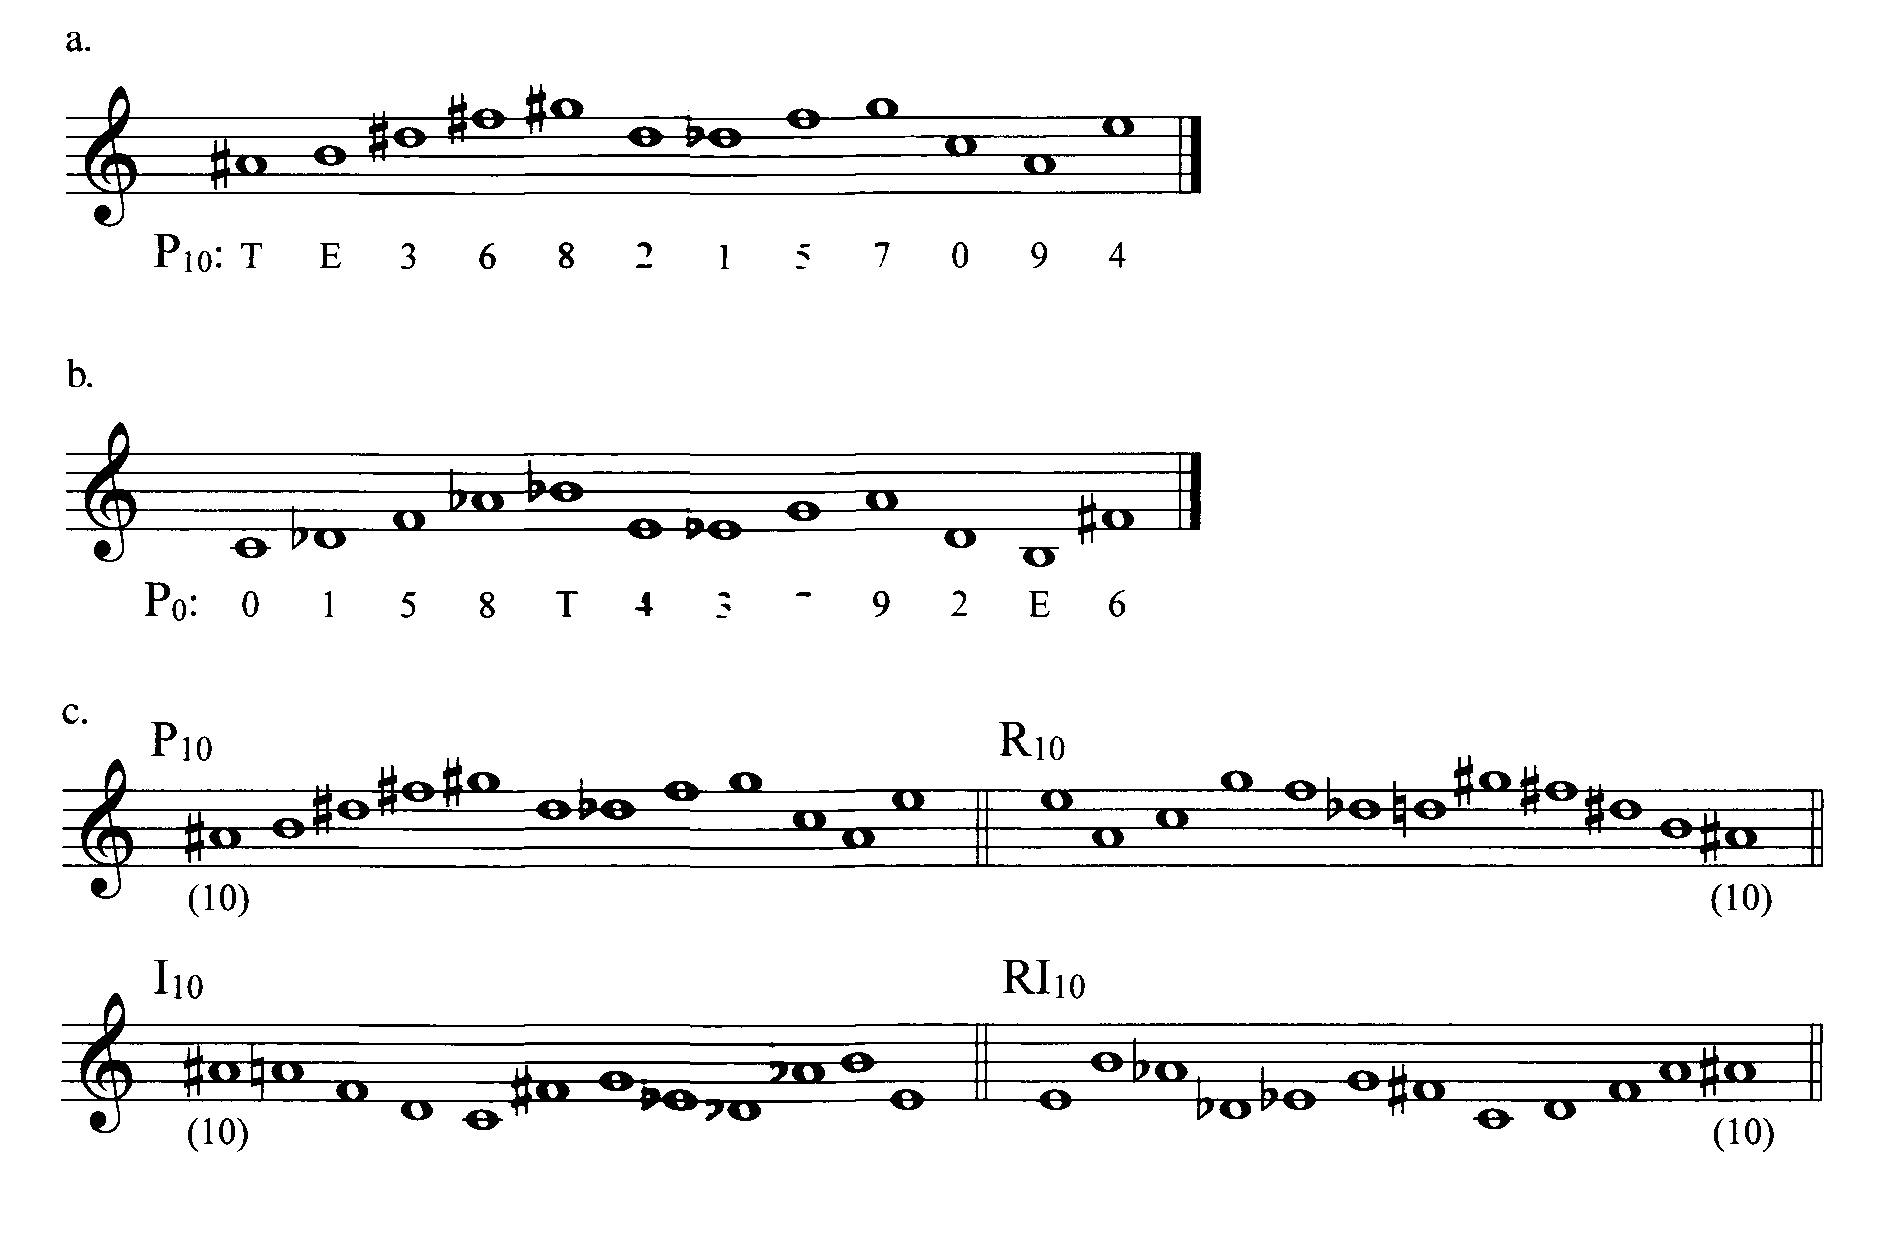 a.
P10: T E 3 6 8 2 1 5 7 0 9 4
b.
P0: 0 1 5 8 T 4 3 9 2 E 6
c.
P10 R10
(10) (10)
I10 RI10
(10) (10)